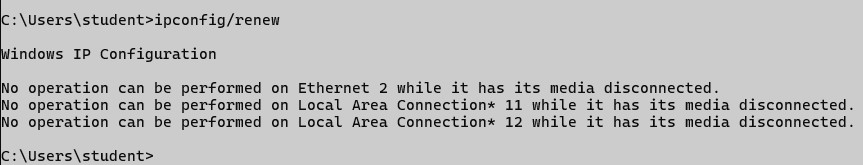 C:\Users\student>ipconfig/renew
Windows IP Configuration
No operation can be performed on Ethernet 2 while it has its media disconnected.
No operation can be performed on Local Area Connection* 11 while it has its media disconnected.
No operation can be performed on Local Area Connection* 12 while it has its media disconnected.
C:\Users\student>